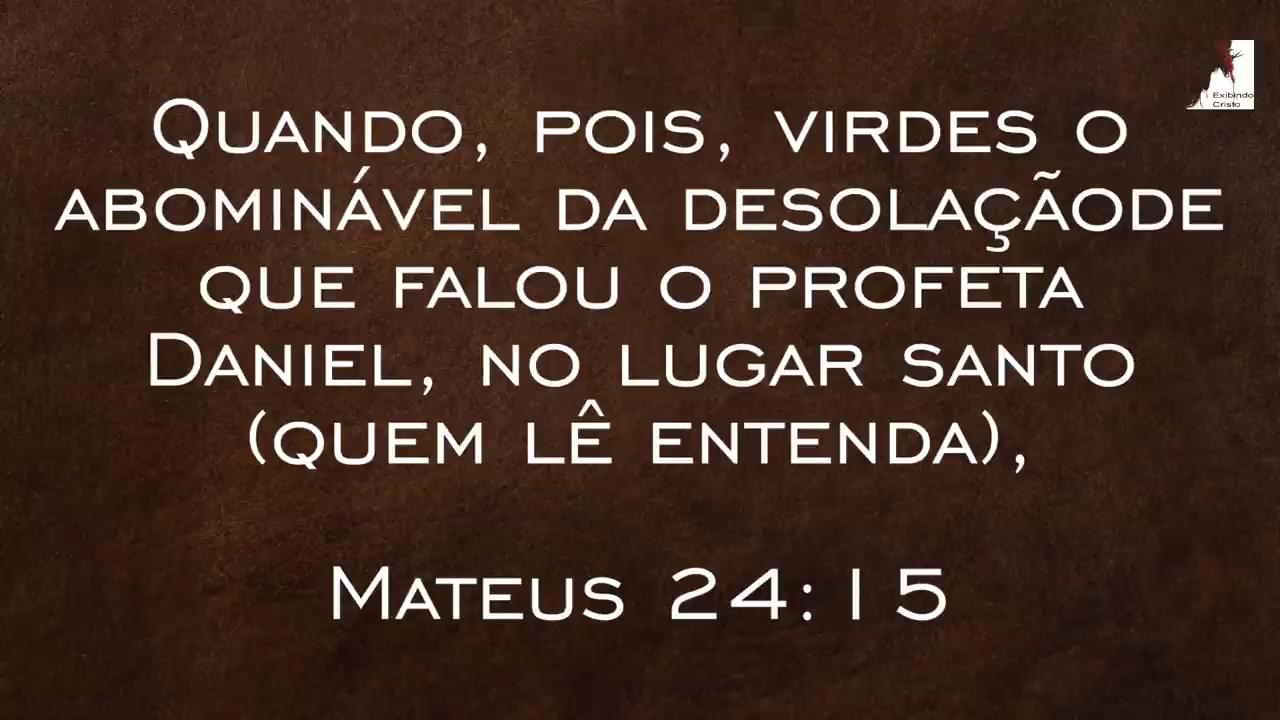 Exibindo
Cristo
Quando, pois, virdes o
abominável da desolaçãode
que falou o profeta
Daniel, no lugar santo
(quem lê entenda),
Mateus 24:15